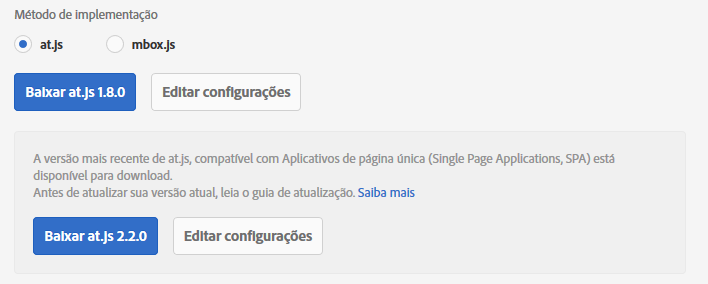 Método de implementação
at.js mbox.js
Baixar at.js 1.8.0 Editar configurações
A versão mais recente de at.js, compatível com Aplicativos de página única (Single Page Applications, SPA) está
disponível para download.
Antes de atualizar sua versão atual, leia o guia de atualização. Saiba mais
Baixar at.js 2.2.0 Editar configurações